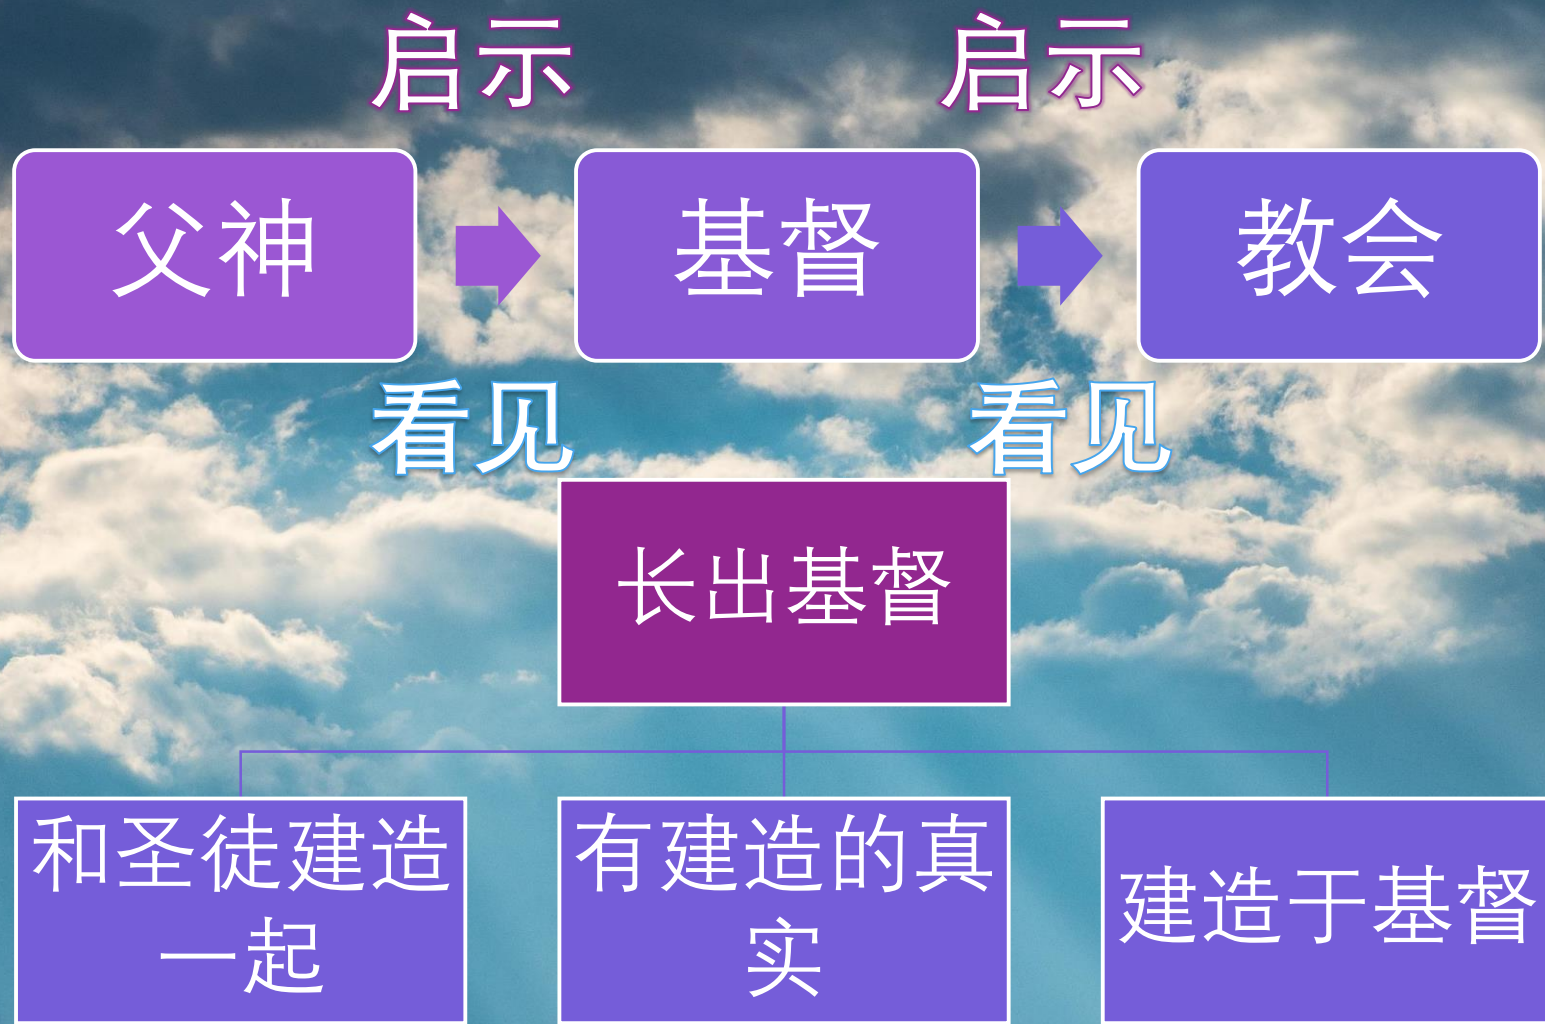 启示 启示
父神 基督 教会
看见 看见
长出基督
和圣徒建造
一起
有建造的真
实
建造于基督